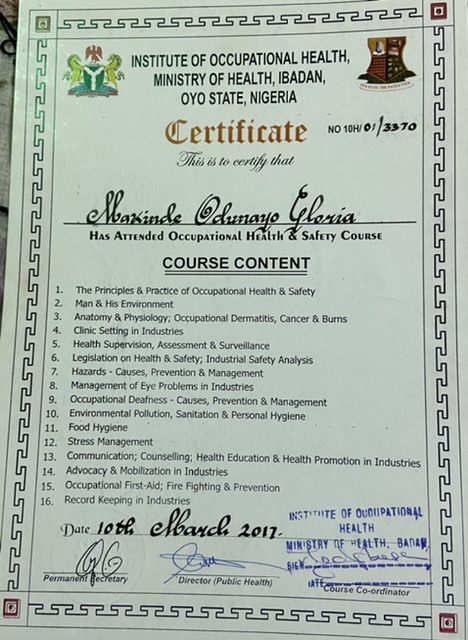 INSTITUTE OF OCCUPATIONAL HEALTH,
MINISTRY OF HEALTH, IBADAN,
OYO STATE, NIGERIA
Certificate
NO 10H/ 01/3370
This is to certify that
Makinde Odunayo Gloria
HAS ATTENDED OCCUPATIONAL HEALTH & SAFETY COURSE
COURSE CONTENT
1. The Principles & Practice of Occupational Health & Safety
2. Man & His Environment
3. Anatomy & Physiology; Occupational Dermatitis, Cancer & Burns
4. Clinic Setting in Industries
5. Health Supervision, Assessment & Surveillance
6. Legislation on Health & Safety; Industrial Safety Analysis
7. Hazards - Causes, Prevention & Management
8. Management of Eye Problems in Industries
9. Occupational Deafness - Causes, Prevention & Management
10. Environmental Pollution, Sanitation & Personal Hygiene
11. Food Hygiene
12. Stress Management
13. Communication; Counselling; Health Education & Health Promotion in Industries
14. Advocacy & Mobilization in Industries
15. Occupational First-Aid; Fire Fighting & Prevention
16. Record Keeping in Industries
Date 10th March 2017.
INSTITUTE OF OCCUPATIONAL
HEALTH
MINISTRY OF HEALTH, BADAN,
SIGN
DATE
Permanent Secretary
Director (Public Health)
Course Co-ordinator